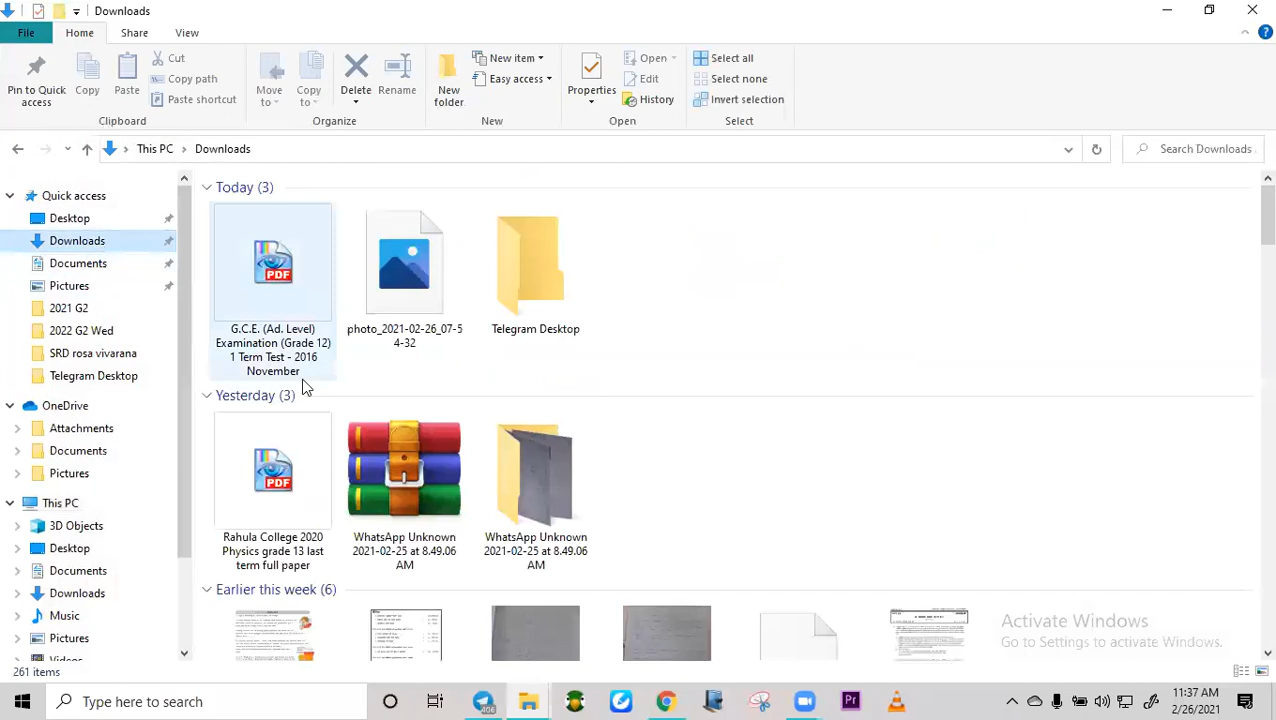 Downloads
File
Home
Share
View
Pin to Quick access
Copy
Paste
Cut
Copy path
Paste shortcut
Clipboard
Move to
Copy to
Delete
Rename
Organize
New folder
New item
Easy access
New
Properties
Open
Edit
History
Open
Select all
Select none
Invert selection
Select
This PC
Downloads
Search Downloads
Quick access
Desktop
Downloads
Documents
Pictures
2021 G2
2022 G2 Wed
SRD rosa vivarana
Telegram Desktop
OneDrive
Attachments
Documents
Pictures
This PC
3D Objects
Desktop
Documents
Downloads
Music
Pictures
Today (3)
PDF
G.C.E. (Ad. Level)
Examination (Grade 12)
1 Term Test - 2016
November
photo_2021-02-26_07-5
4-32
Telegram Desktop
Yesterday (3)
PDF
Rahula College 2020
Physics grade 13 last
term full paper
WhatsApp Unknown
2021-02-25 at 8.49.06
AM
WhatsApp Unknown
2021-02-25 at 8.49.06
AM
Earlier this week (6)
Activate Windows
Go to Settings to activate Windows.
261 items
Type here to search
406
Pr
11:37 AM
2/26/2021